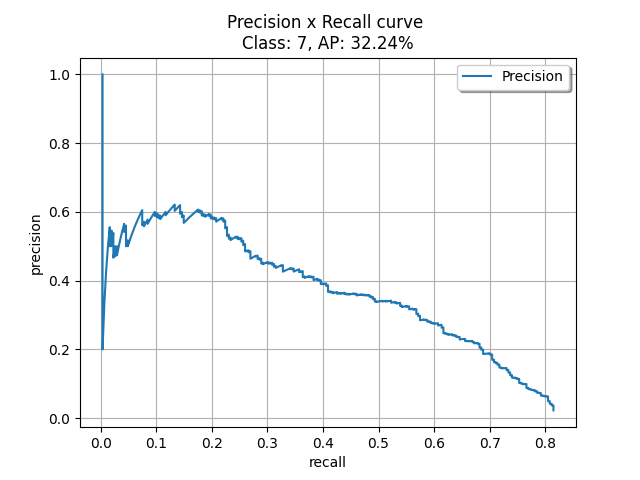 Precision x Recall curve
Class: 7, AP: 32.24%
Precision
1.0
0.8
0.6
0.4
0.2
0.0
precision
0.0 0.1 0.2 0.3 0.4 0.5 0.6 0.7 0.8
recall